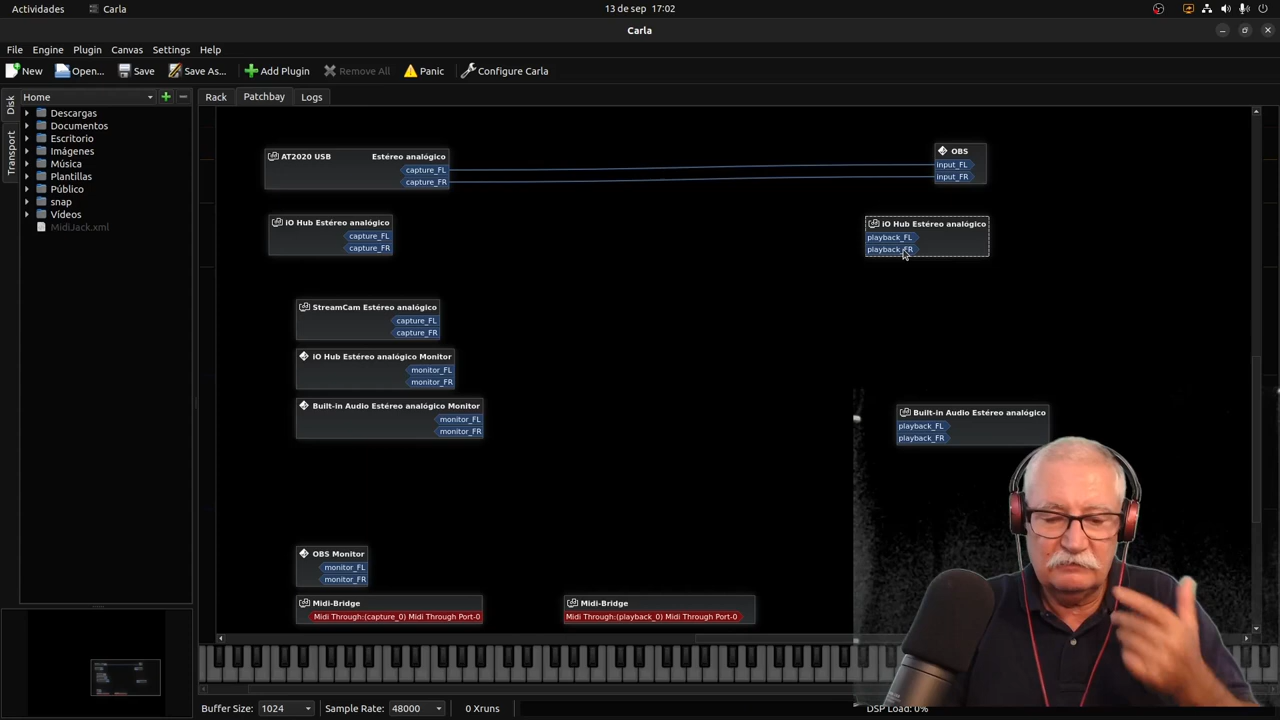 Actividades Carla 13 de sep 17:02
Carla
File Engine Plugin Canvas Settings Help
New Open... Save Save As... Add Plugin Remove All Panic Configure Carla
Disk
Transport
Home
Descargas
Documentos
Escritorio
Imágenes
Música
Plantillas
Público
snap
Vídeos
MidiJack.xml
Rack Patchbay Logs
AT2020 USB Estéreo analógico
capture_FL
capture_FR
OBS
input_FL
input_FR
iO Hub Estéreo analógico
capture_FL
capture_FR
iO Hub Estéreo analógico
playback_FL
playback_FR
StreamCam Estéreo analógico
capture_FL
capture_FR
iO Hub Estéreo analógico Monitor
monitor_FL
monitor_FR
Built-in Audio Estéreo analógico Monitor
monitor_FL
monitor_FR
Built-in Audio Estéreo analógico
playback_FL
playback_FR
OBS Monitor
monitor_FL
monitor_FR
Midi-Bridge
Midi Through:(capture_0) Midi Through Port-0
Midi-Bridge
Midi Through:(playback_0) Midi Through Port-0
Buffer Size: 1024 Sample Rate: 48000 0 Xruns DSP Load: 0%